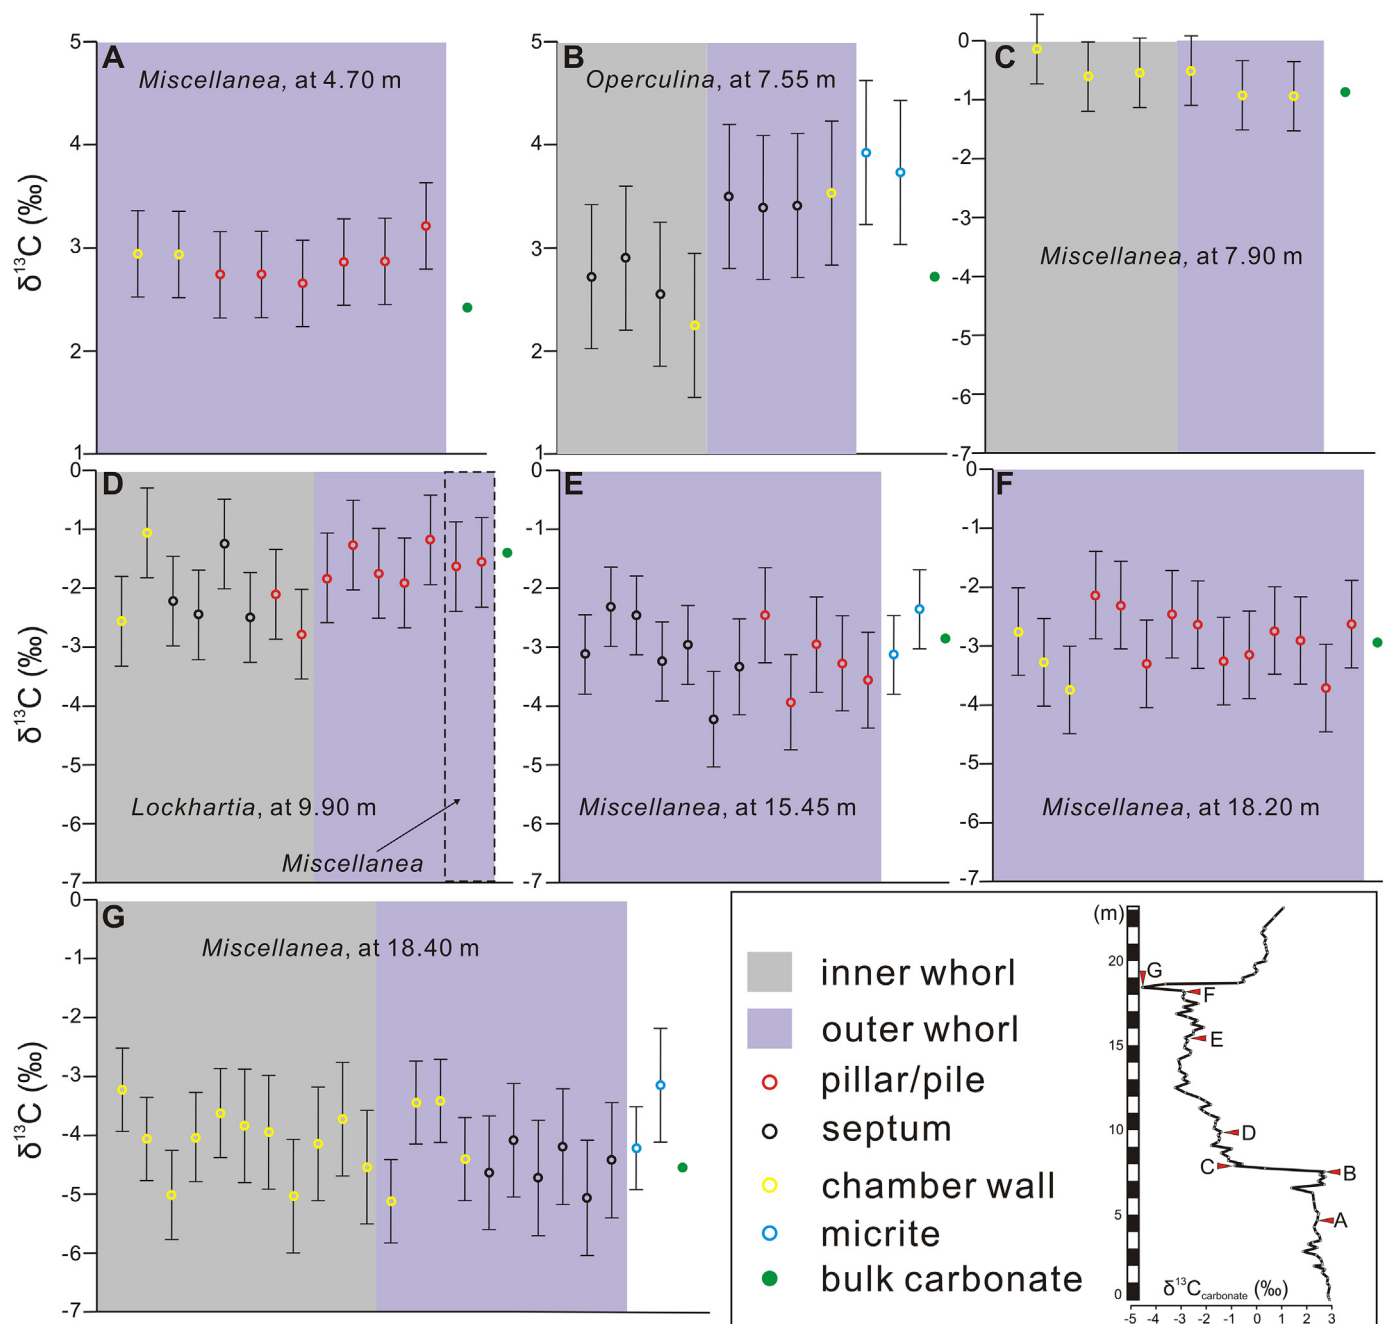 A
Miscellanea, at 4.70 m
5
4
3
2
1
δ¹³C (‰)
B
Operculina, at 7.55 m
5
4
3
2
1
C
Miscellanea, at 7.90 m
0
-1
-2
-3
-4
-5
-6
-7
D
Lockhartia, at 9.90 m
Miscellanea
0
-1
-2
-3
-4
-5
-6
-7
δ¹³C (‰)
E
Miscellanea, at 15.45 m
0
-1
-2
-3
-4
-5
-6
-7
F
Miscellanea, at 18.20 m
0
-1
-2
-3
-4
-5
-6
-7
G
Miscellanea, at 18.40 m
0
-1
-2
-3
-4
-5
-6
-7
δ¹³C (‰)
inner whorl
outer whorl
pillar/pile
septum
chamber wall
micrite
bulk carbonate
(m)
20
15
10
5
0
G
F
E
D
C
B
A
δ¹³Ccarbonate (‰)
-5 -4 -3 -2 -1 0 1 2 3